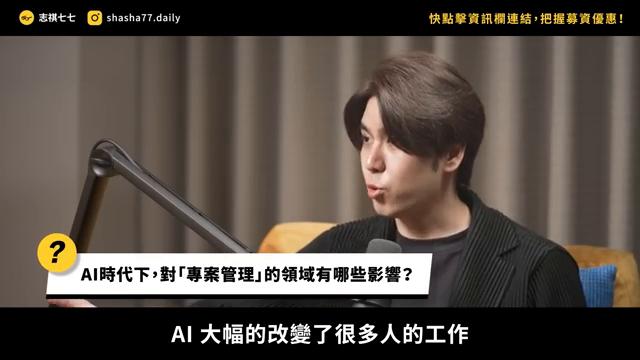 志祺七七
shasha77.daily
快點擊資訊欄連結，把握募資優惠！
?
AI時代下，對「專案管理」的領域有哪些影響？
AI 大幅的改變了很多人的工作